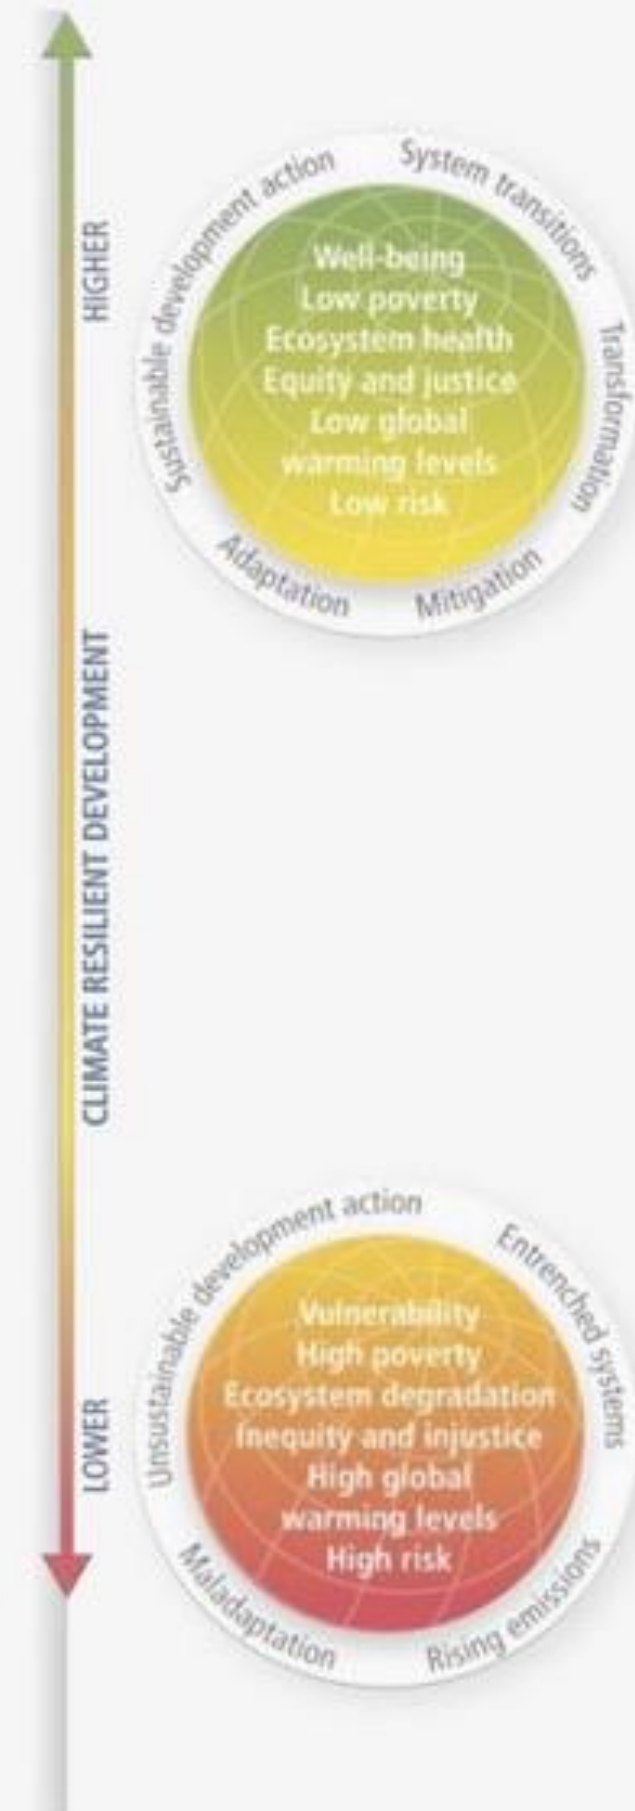 HIGHER
CLIMATE RESILIENT DEVELOPMENT
LOWER
Sustainable development action
System transitions
Transformation
Mitigation
Adaptation
Well-being
Low poverty
Ecosystem health
Equity and justice
Low global
warming levels
Low risk
Unsustainable development action
Entrenched systems
Rising emissions
Maladaptation
Vulnerability
High poverty
Ecosystem degradation
Inequity and injustice
High global
warming levels
High risk